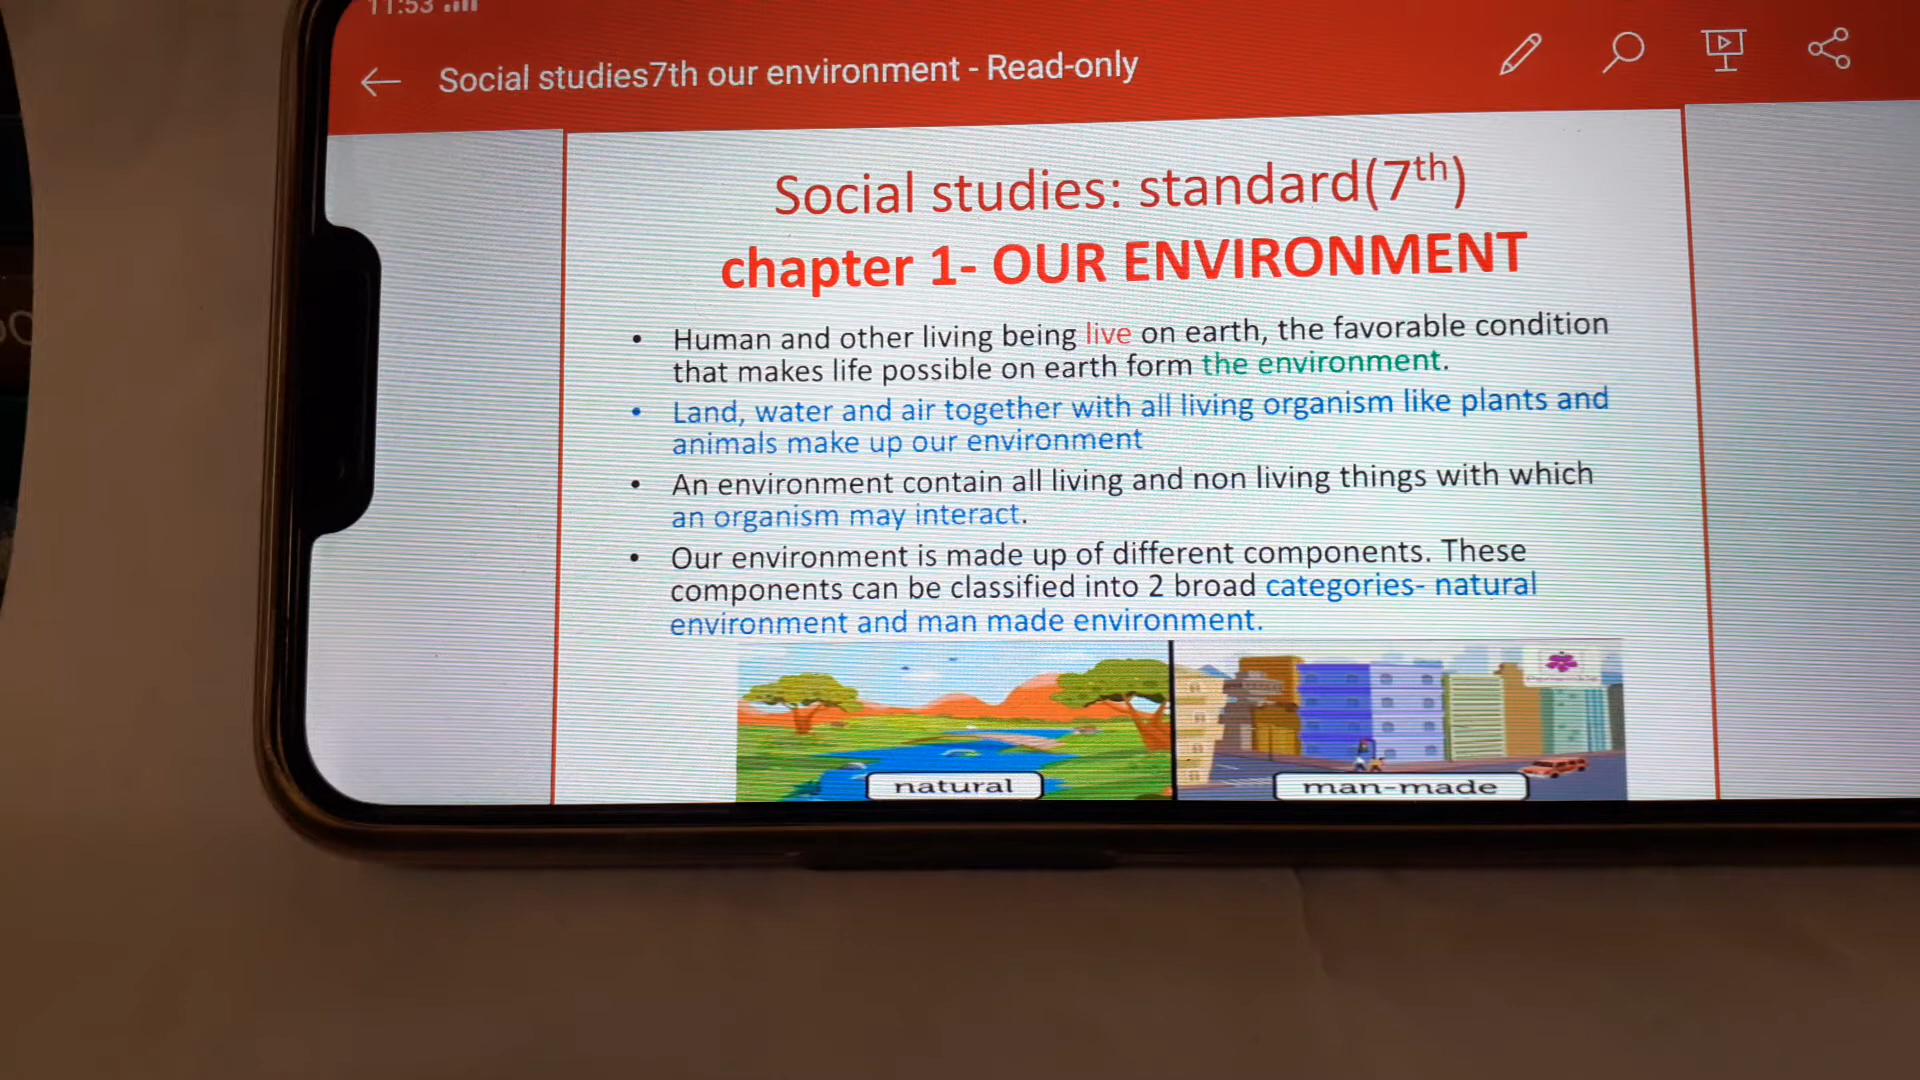 11:53
Social studies7th our environment - Read-only
Social studies: standard(7th)
chapter 1- OUR ENVIRONMENT
• Human and other living being live on earth, the favorable condition
that makes life possible on earth form the environment.
• Land, water and air together with all living organism like plants and
animals make up our environment
• An environment contain all living and non living things with which
an organism may interact.
• Our environment is made up of different components. These
components can be classified into 2 broad categories- natural
environment and man made environment.
natural
man-made